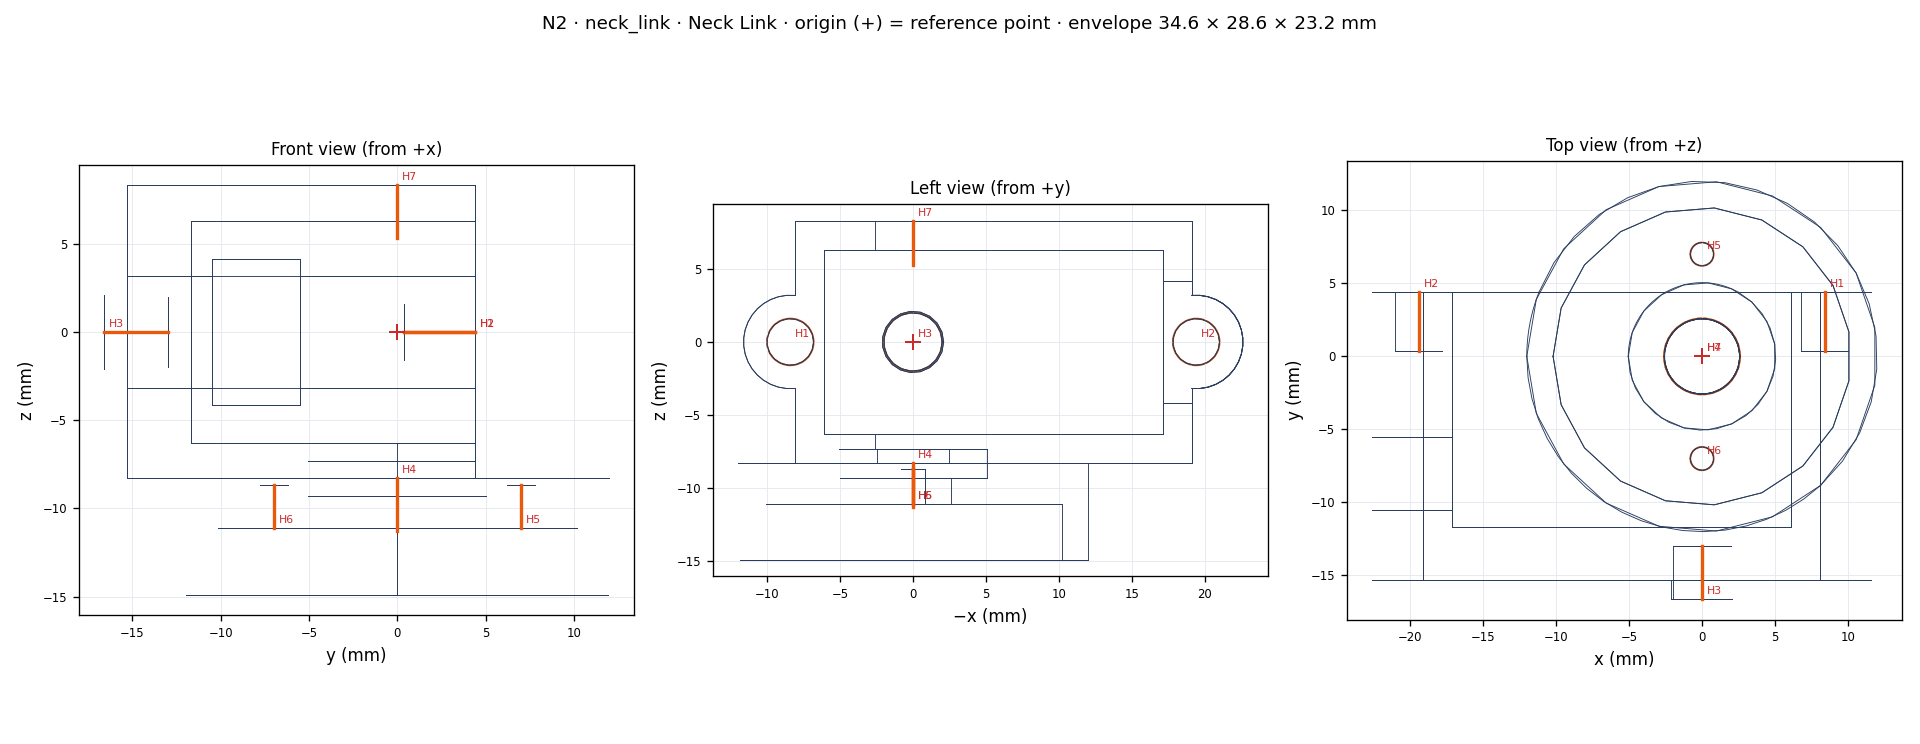 N2 · neck_link · Neck Link · origin (+) = reference point · envelope 34.6 × 28.6 × 23.2 mm
Front view (from +x)
H7
H3
H4
H6
H5
5
0
−5
−10
−15
z (mm)
−15
−10
−5
0
5
10
y (mm)
Left view (from +y)
H7
H1
H3
H2
H4
5
0
−5
−10
−15
z (mm)
−10
−5
0
5
10
15
20
−x (mm)
Top view (from +z)
H5
H2
H1
H6
H3
10
5
0
−5
−10
−15
y (mm)
−20
−15
−10
−5
0
5
10
x (mm)